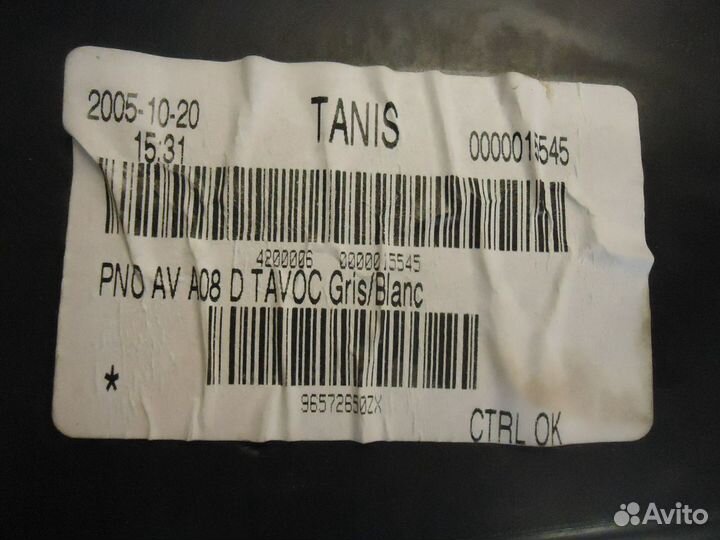 2005-10-20
15:31
TANIS
0000015545
4200006 0000015545
PNO AV A08 D TAVOC Gris/Blanc
96572650ZX
*
CTRL OK
Avito